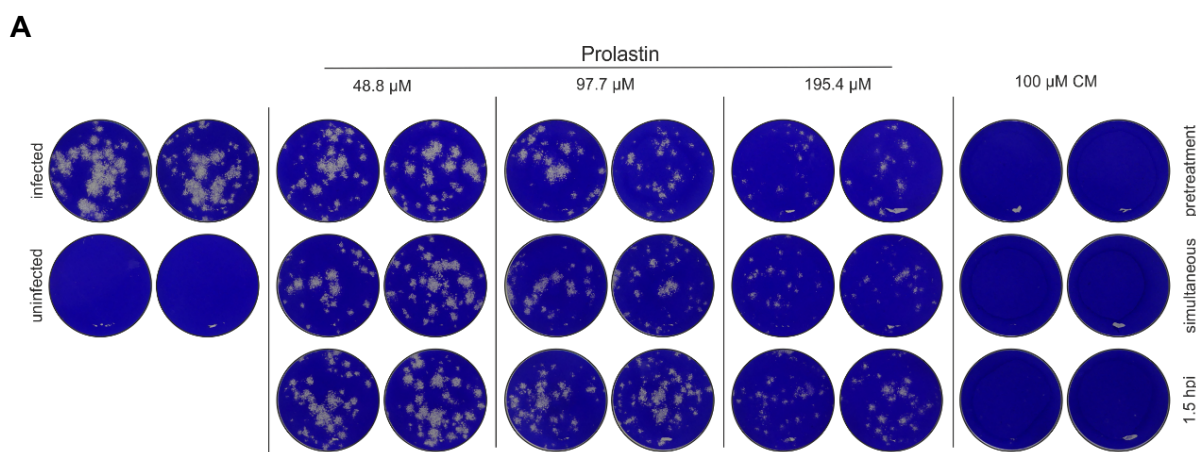 A
Prolastin
48.8 µM
97.7 µM
195.4 µM
100 µM CM
infected
pretreatment
uninfected
simultaneous
1.5 hpi